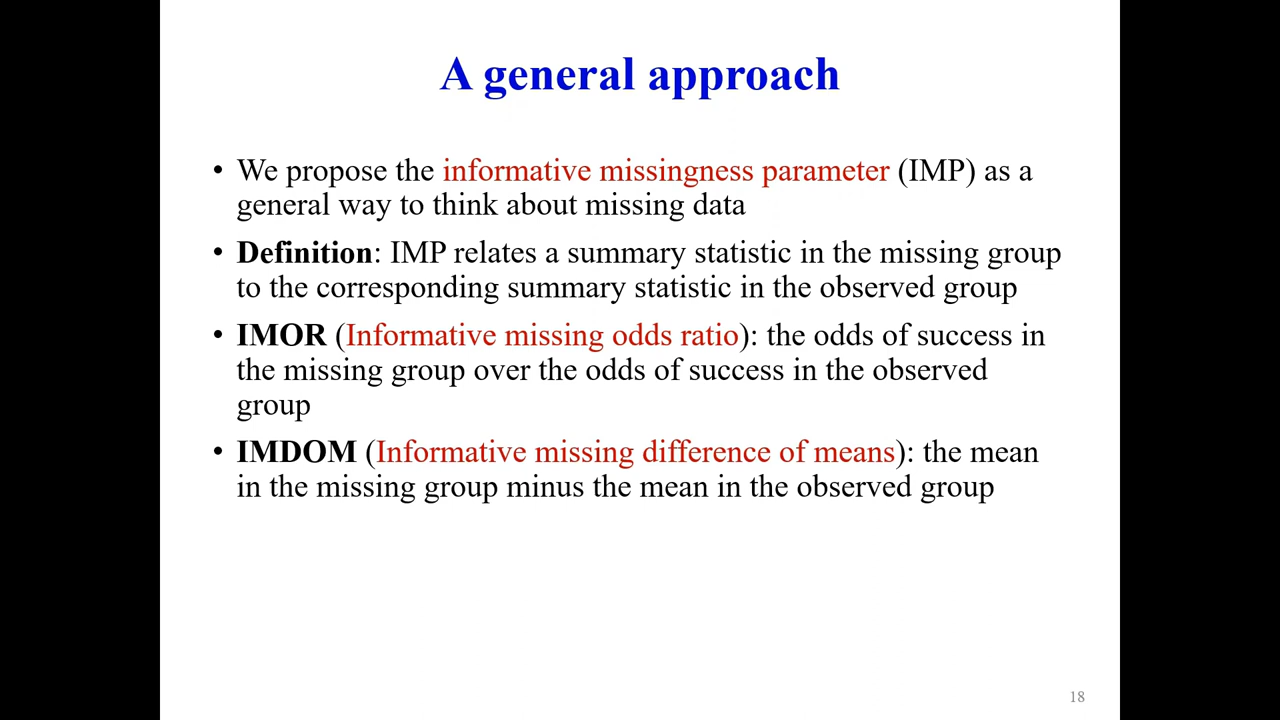 A general approach
• We propose the informative missingness parameter (IMP) as a
general way to think about missing data
• Definition: IMP relates a summary statistic in the missing group
to the corresponding summary statistic in the observed group
• IMOR (Informative missing odds ratio): the odds of success in
the missing group over the odds of success in the observed
group
• IMDOM (Informative missing difference of means): the mean
in the missing group minus the mean in the observed group
18